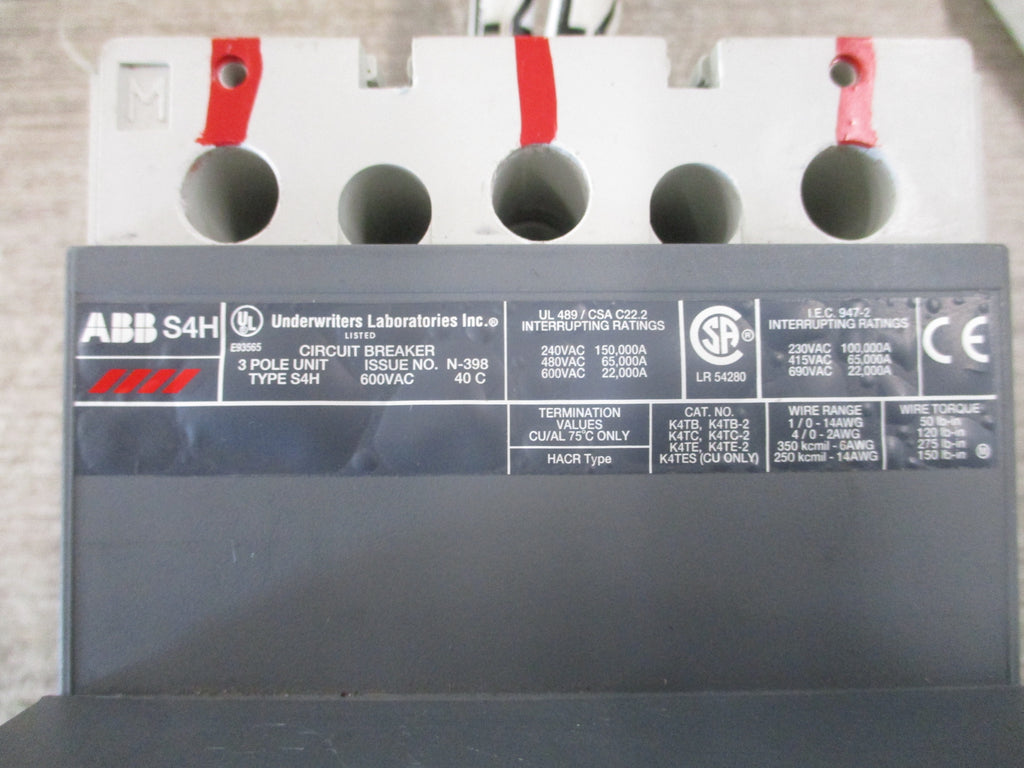 M
ABB S4H
UL
LISTED
E93565
Underwriters Laboratories Inc.®
CIRCUIT BREAKER
3 POLE UNIT ISSUE NO. N-398
TYPE S4H 600VAC 40 C
UL 489 / CSA C22.2
INTERRUPTING RATINGS
240VAC 150,000A
480VAC 65,000A
600VAC 22,000A
CSA ®
LR 54280
I.E.C. 947-2
INTERRUPTING RATINGS
230VAC 100,000A
415VAC 65,000A
690VAC 22,000A
CE
TERMINATION
VALUES
CU/AL 75°C ONLY
HACR Type
CAT. NO.
K4TB, K4TB-2
K4TC, K4TC-2
K4TE, K4TE-2
K4TES (CU ONLY)
WIRE RANGE
1/0 - 14AWG
4/0 - 2AWG
350 kcmil - 6AWG
250 kcmil - 14AWG
WIRE TORQUE
50 lb-in
120 lb-in
275 lb-in
150 lb-in